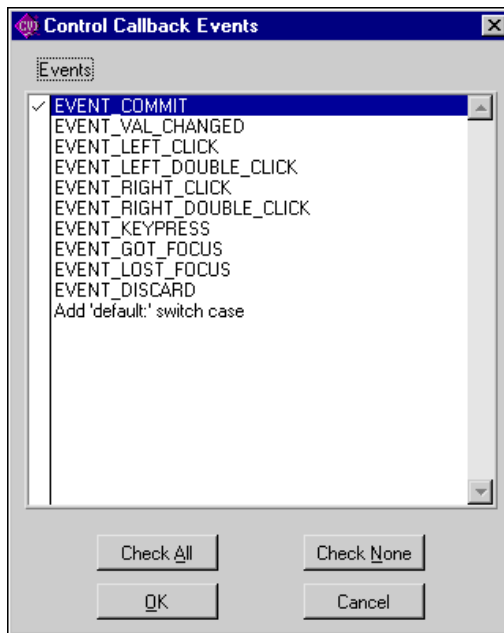 CVI Control Callback Events
Events
EVENT_COMMIT
EVENT_VAL_CHANGED
EVENT_LEFT_CLICK
EVENT_LEFT_DOUBLE_CLICK
EVENT_RIGHT_CLICK
EVENT_RIGHT_DOUBLE_CLICK
EVENT_KEYPRESS
EVENT_GOT_FOCUS
EVENT_LOST_FOCUS
EVENT_DISCARD
Add 'default:' switch case
Check All Check None
OK Cancel